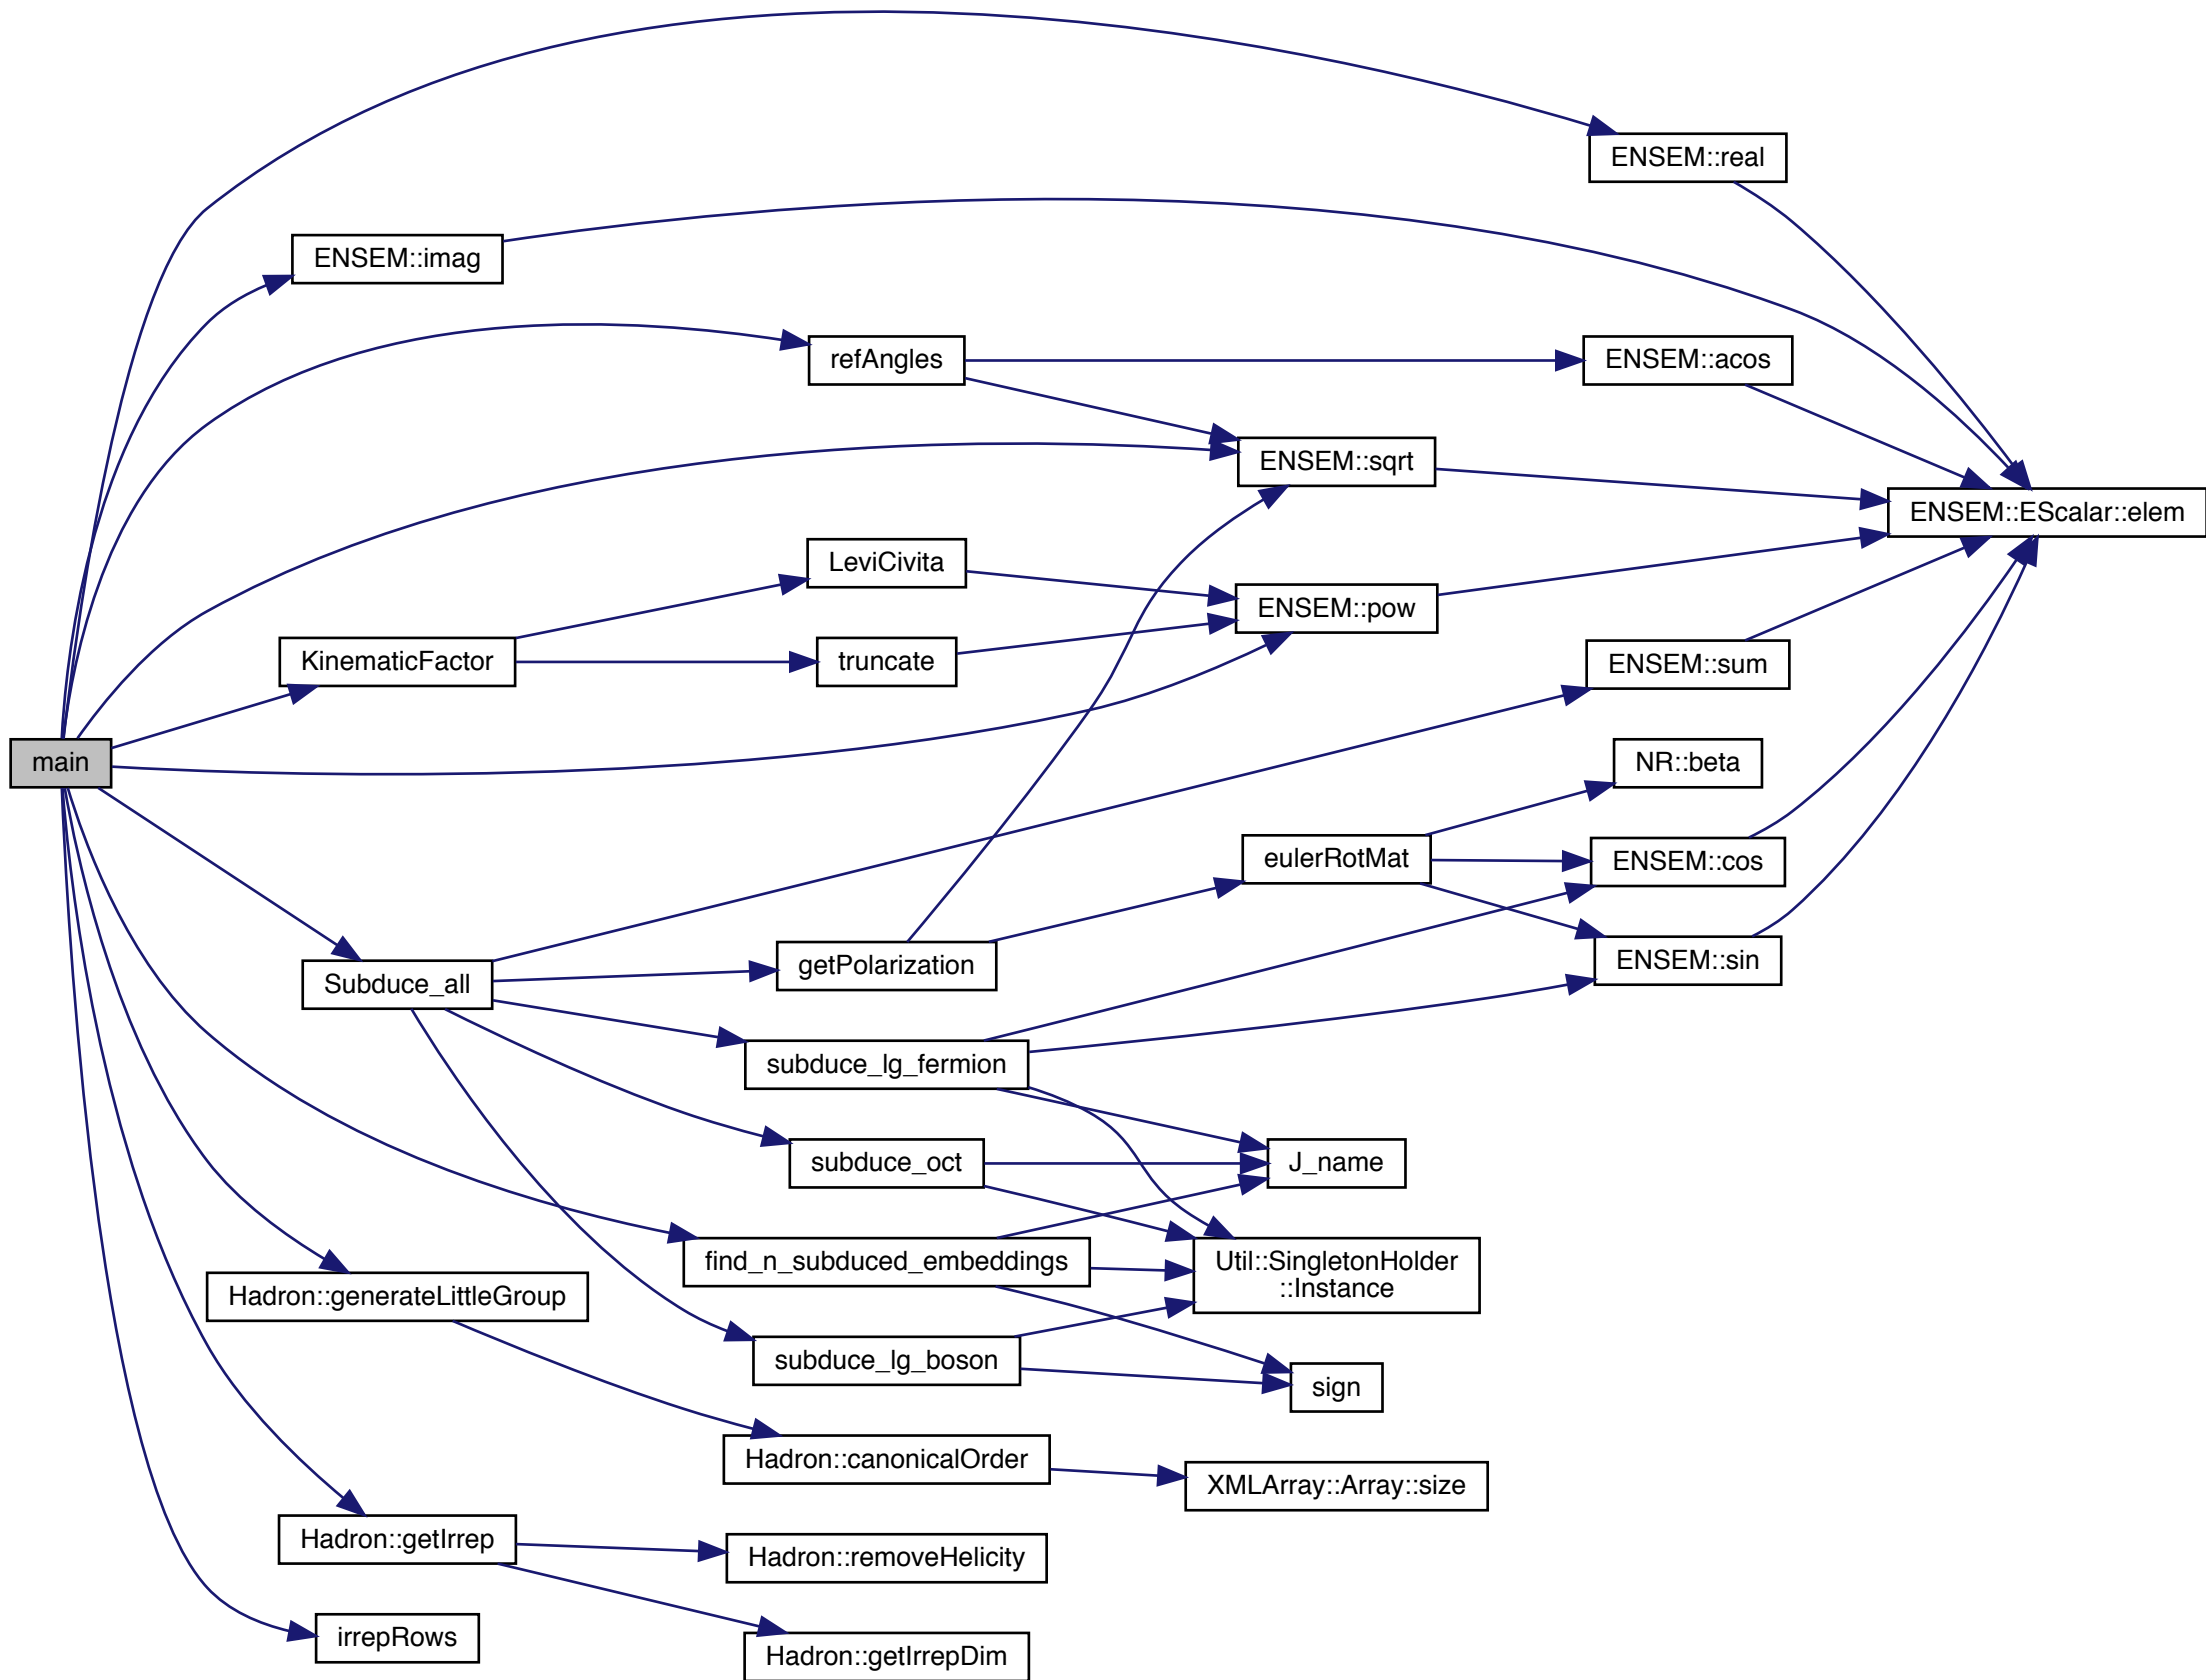 ENSEM::real
ENSEM::imag
refAngles
ENSEM::acos
ENSEM::sqrt
ENSEM::EScalar::elem
LeviCivita
ENSEM::pow
KinematicFactor
truncate
ENSEM::sum
main
NR::beta
eulerRotMat
ENSEM::cos
Subduce_all
getPolarization
ENSEM::sin
subduce_lg_fermion
subduce_oct
J_name
find_n_subduced_embeddings
Util::SingletonHolder
::Instance
Hadron::generateLittleGroup
subduce_lg_boson
sign
Hadron::canonicalOrder
XMLArray::Array::size
Hadron::getIrrep
Hadron::removeHelicity
irrepRows
Hadron::getIrrepDim